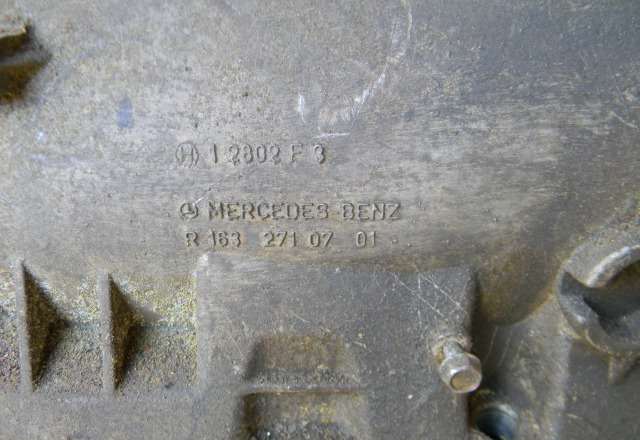 H 1 2802 F 3
MERCEDES BENZ
R 163 271 07 01